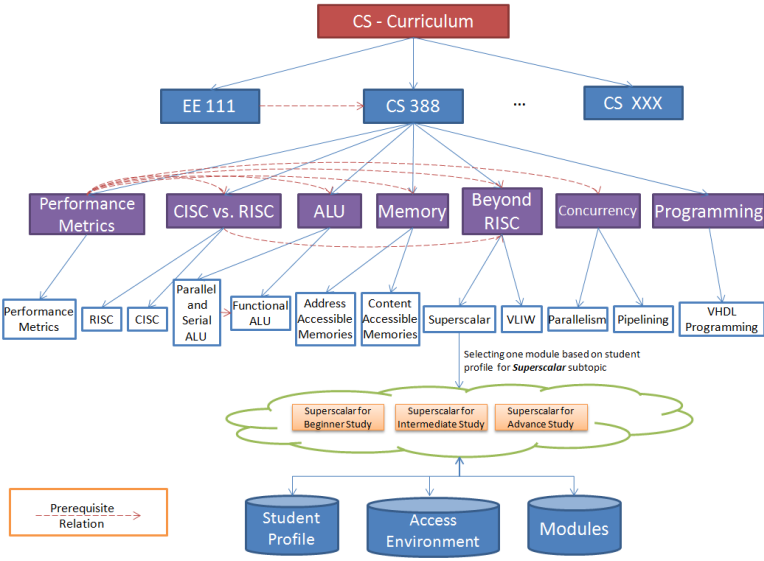 CS - Curriculum
EE 111
CS 388
...
CS XXX
Performance
Metrics
CISC vs. RISC
ALU
Memory
Beyond
RISC
Concurrency
Programming
Performance
Metrics
RISC
CISC
Parallel
and
Serial
ALU
Functional
ALU
Address
Accessible
Memories
Content
Accessible
Memories
Superscalar
VLIW
Parallelism
Pipelining
VHDL
Programming
Selecting one module based on student
profile for Superscalar subtopic
Superscalar for
Beginner Study
Superscalar for
Intermediate Study
Superscalar for
Advance Study
Prerequisite
Relation
Student
Profile
Access
Environment
Modules